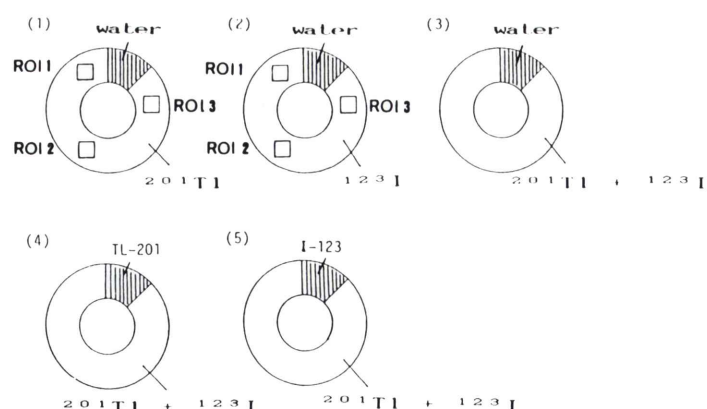 (1) water (2) water (3) water
ROI1 ROI1
ROI3 ROI3
ROI2 ROI2
²⁰¹Tl ¹²³I ²⁰¹Tl + ¹²³I
(4) TL-201 (5) I-123
²⁰¹Tl + ¹²³I ²⁰¹Tl + ¹²³I